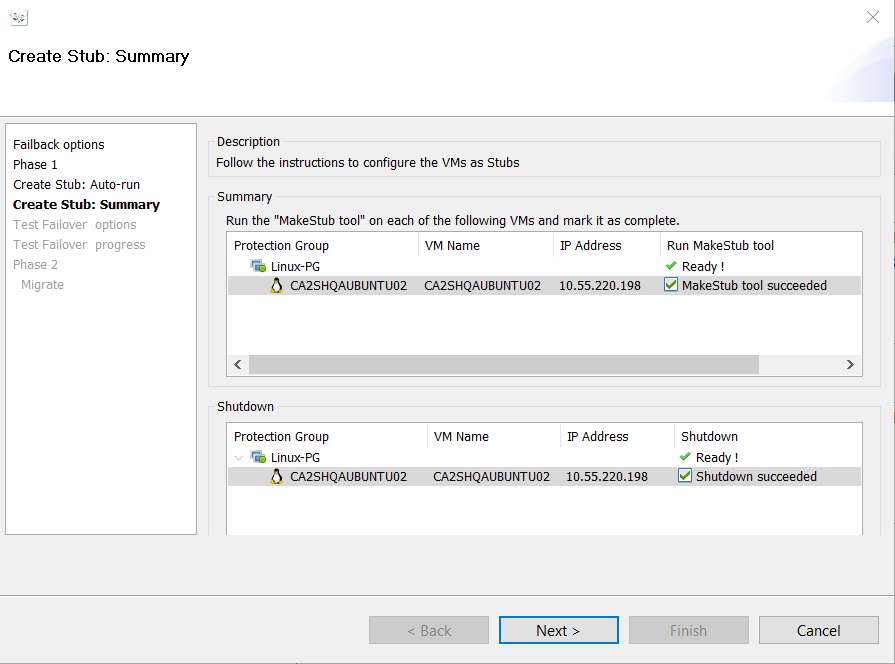 Create Stub: Summary
Failback options
Phase 1
Create Stub: Auto-run
Create Stub: Summary
Test Failover options
Test Failover progress
Phase 2
Migrate
Description
Follow the instructions to configure the VMs as Stubs
Summary
Run the "MakeStub tool" on each of the following VMs and mark it as complete.
Protection Group VM Name IP Address Run MakeStub tool
Linux-PG Ready !
CA2SHQAUBUNTU02 CA2SHQAUBUNTU02 10.55.220.198 MakeStub tool succeeded
Shutdown
Protection Group VM Name IP Address Shutdown
Linux-PG Ready !
CA2SHQAUBUNTU02 CA2SHQAUBUNTU02 10.55.220.198 Shutdown succeeded
< Back Next > Finish Cancel